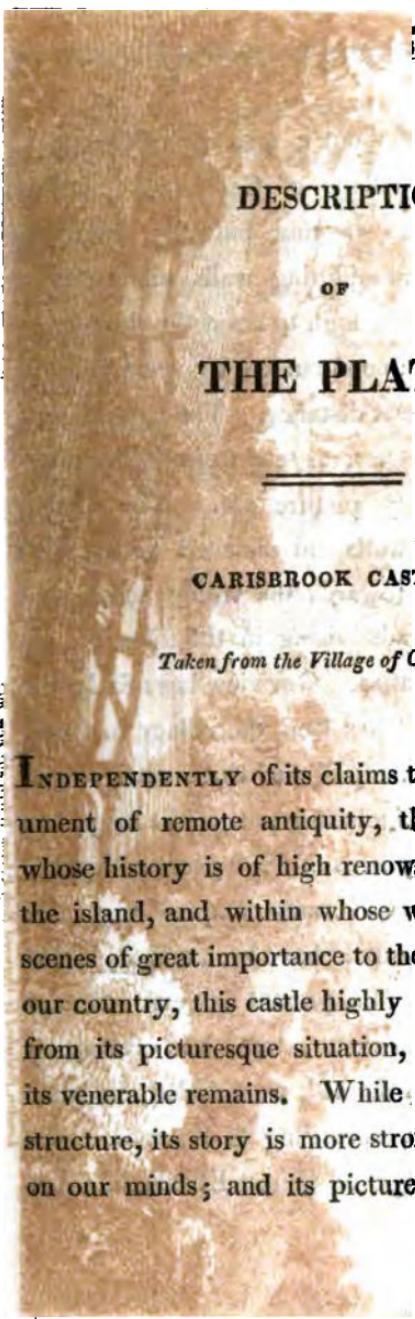 DESCRIPTI
OF
THE PLAT
CARISBROOK CAST
Taken from the Village of C
INDEPENDENTLY of its claims t
ument of remote antiquity, th
whose history is of high renow
the island, and within whose w
scenes of great importance to the
our country, this castle highly
from its picturesque situation,
its venerable remains. While
structure, its story is more stro
on our minds; and its picture